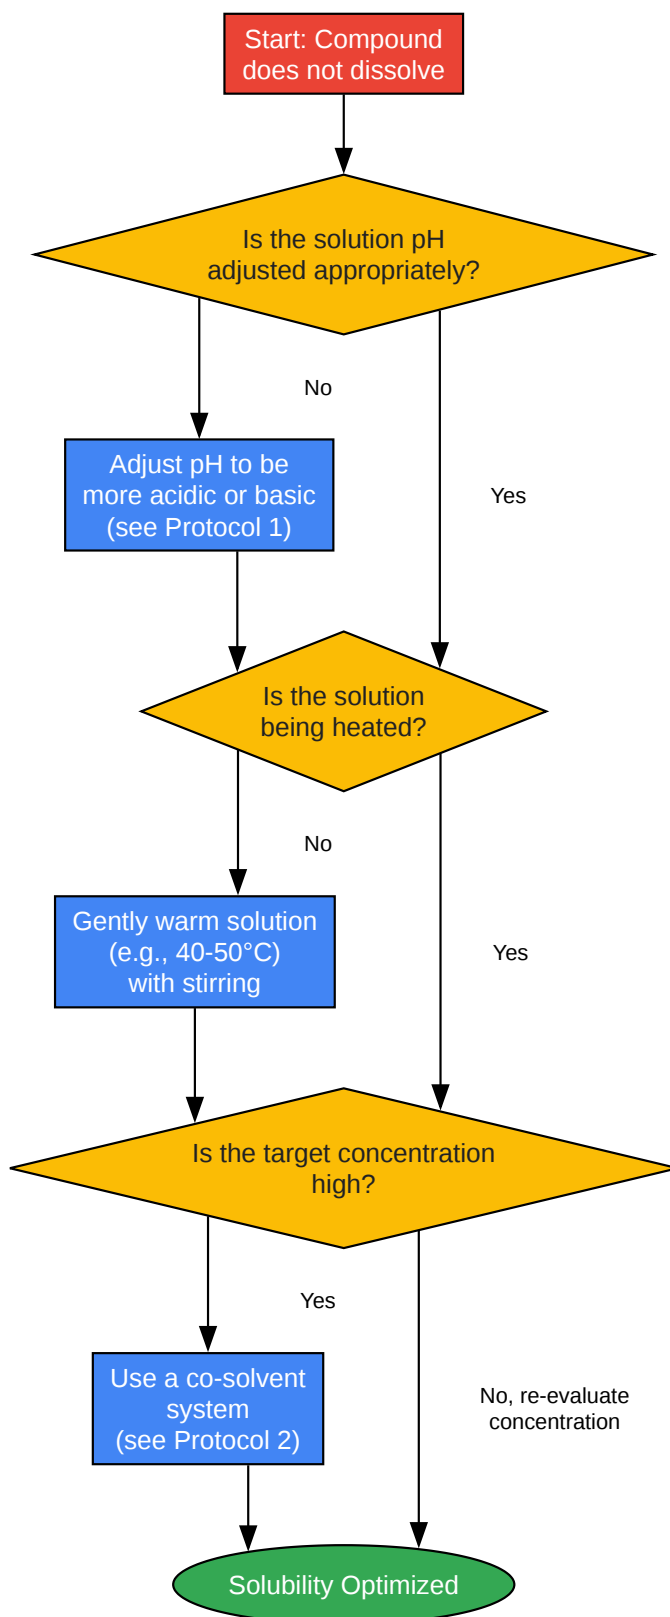 Start: Compound
does not dissolve
Is the solution pH
adjusted appropriately?
No
Adjust pH to be
more acidic or basic
(see Protocol 1)
Yes
Is the solution
being heated?
No
Gently warm solution
(e.g., 40-50°C)
with stirring
Yes
Is the target concentration
high?
Yes
Use a co-solvent
system
(see Protocol 2)
No, re-evaluate
concentration
Solubility Optimized